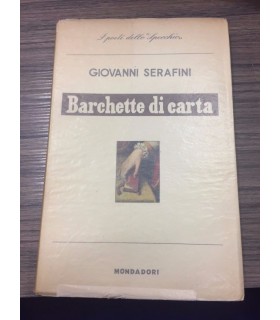 I poeti dello "Specchio"
GIOVANNI SERAFINI
Barchette di carta
MONDADORI